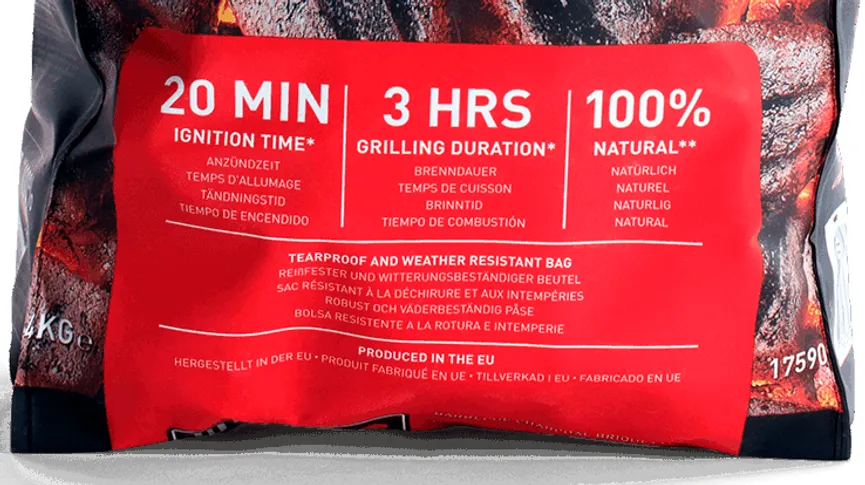 20 MIN
IGNITION TIME*
ANZÜNDZEIT
TEMPS D'ALLUMAGE
TÄNDNINGSTID
TIEMPO DE ENCENDIDO
3 HRS
GRILLING DURATION*
BRENNDAUER
TEMPS DE CUISSON
BRINNTID
TIEMPO DE COMBUSTIÓN
100%
NATURAL**
NATÜRLICH
NATUREL
NATURLIG
NATURAL
TEARPROOF AND WEATHER RESISTANT BAG
REIßFESTER UND WITTERUNGSBESTÄNDIGER BEUTEL
SAC RÉSISTANT À LA DÉCHIRURE ET AUX INTEMPÉRIES
ROBUST OCH VÄDERBESTÄNDIG PÅSE
BOLSA RESISTENTE A LA ROTURA E INTEMPERIE
PRODUCED IN THE EU
HERGESTELLT IN DER EU • PRODUIT FABRIQUÉ EN UE • TILLVERKAD I EU • FABRICADO EN UE
4KG e
17590